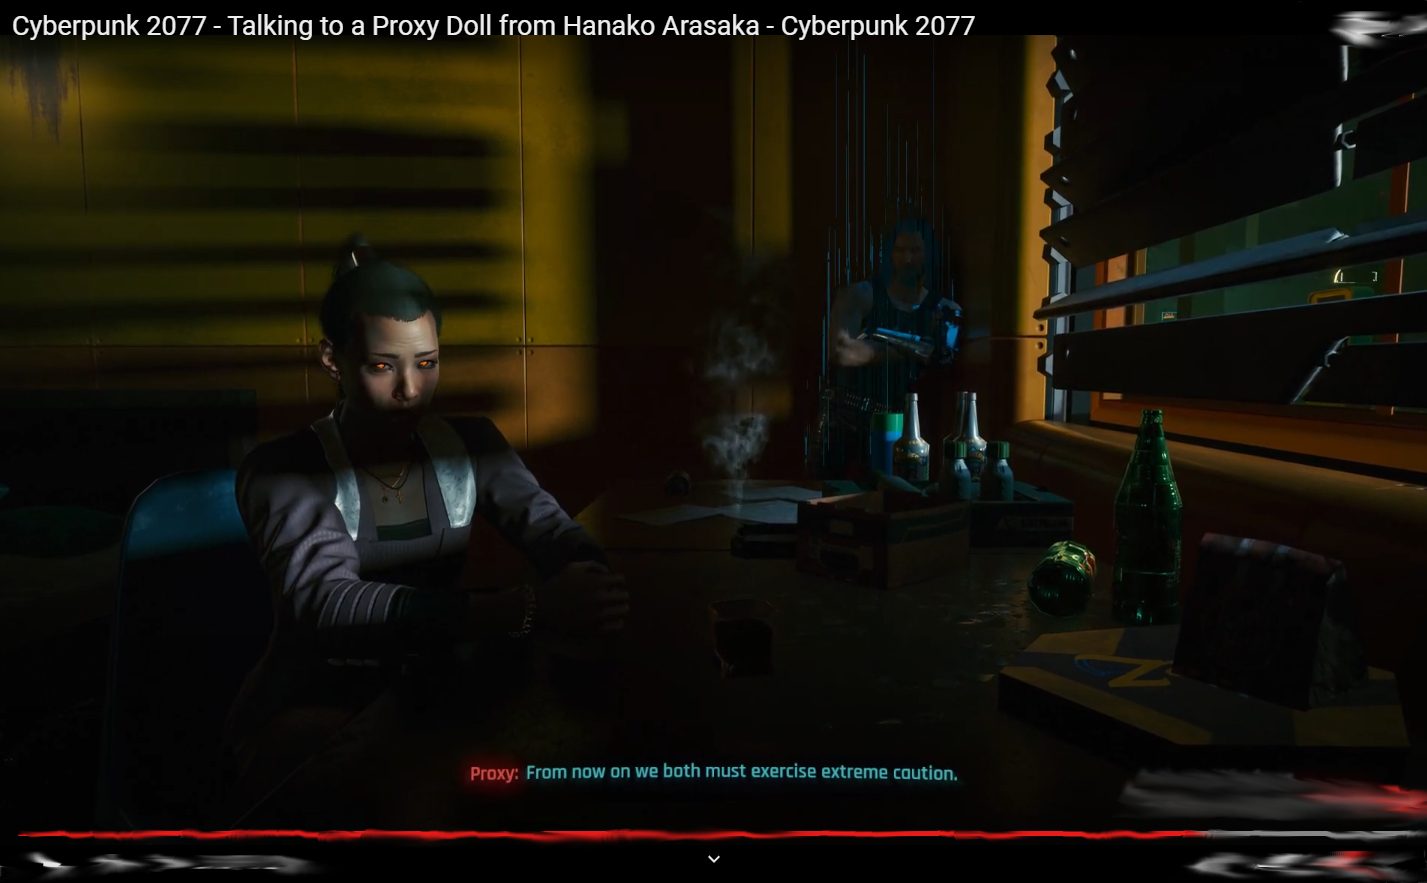 Cyberpunk 2077 - Talking to a Proxy Doll from Hanako Arasaka - Cyberpunk 2077
Proxy: From now on we both must exercise extreme caution.